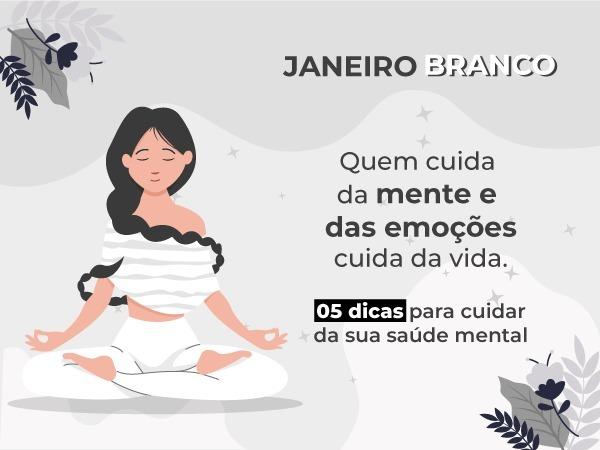 JANEIRO BRANCO
Quem cuida
da mente e
das emoções
cuida da vida.
05 dicas para cuidar
da sua saúde mental